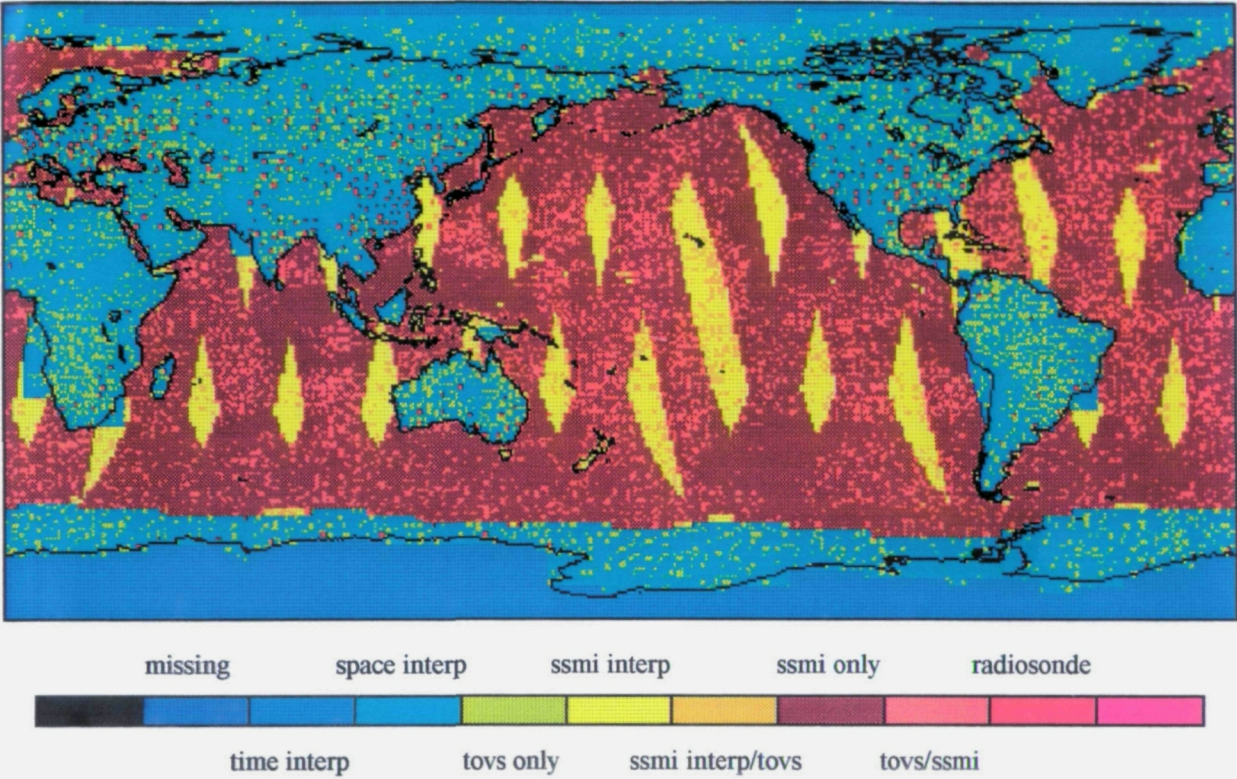 missing space interp ssmi interp ssmi only radiosonde
time interp tovs only ssmi interp/tovs tovs/ssmi